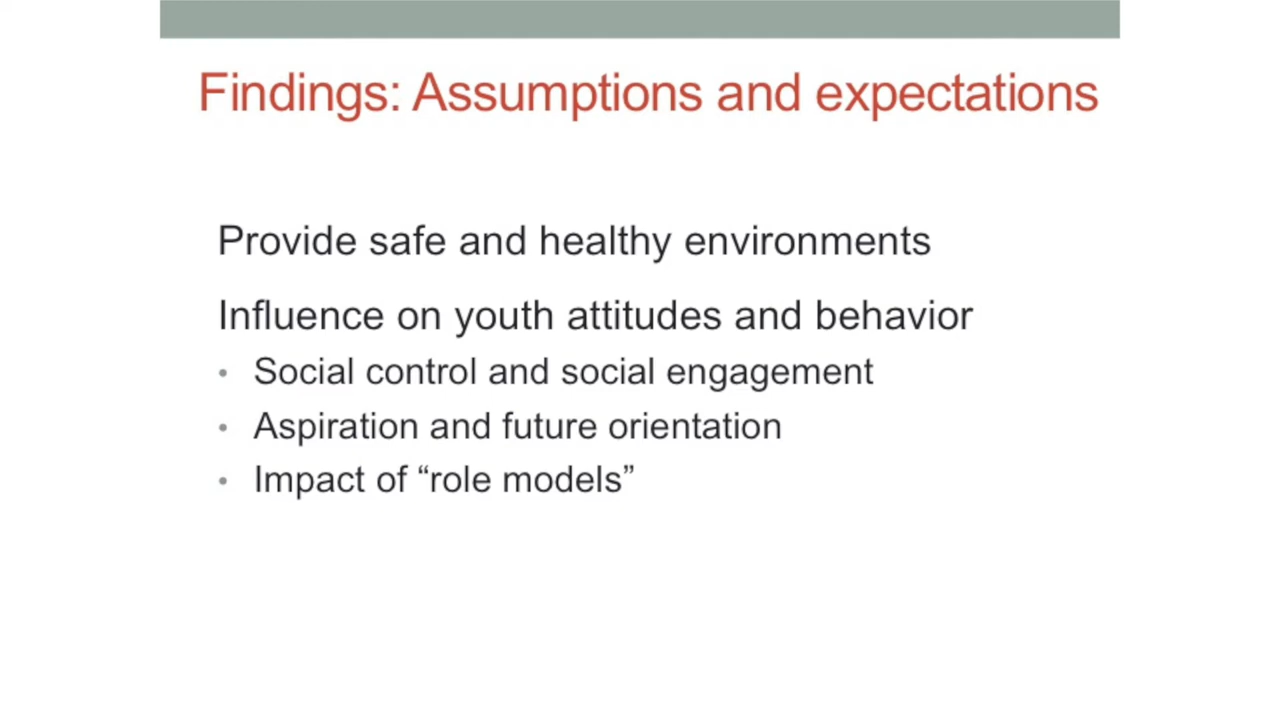 Findings: Assumptions and expectations
Provide safe and healthy environments
Influence on youth attitudes and behavior
• Social control and social engagement
• Aspiration and future orientation
• Impact of “role models”